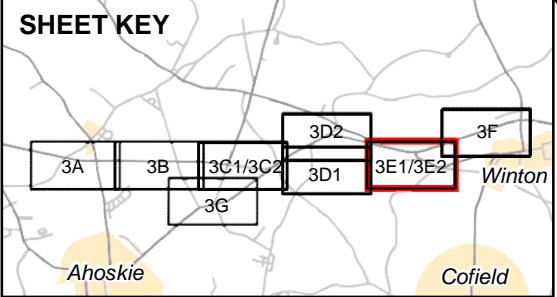 SHEET KEY
3D2
3F
3A
3B
3C1/3C2
3D1
3E1/3E2
Winton
3G
Ahoskie
Cofield